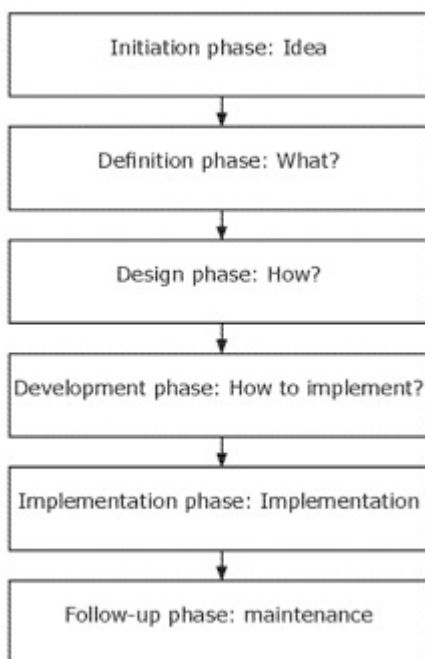 Initiation phase: Idea
Definition phase: What?
Design phase: How?
Development phase: How to implement?
Implementation phase: Implementation
Follow-up phase: maintenance